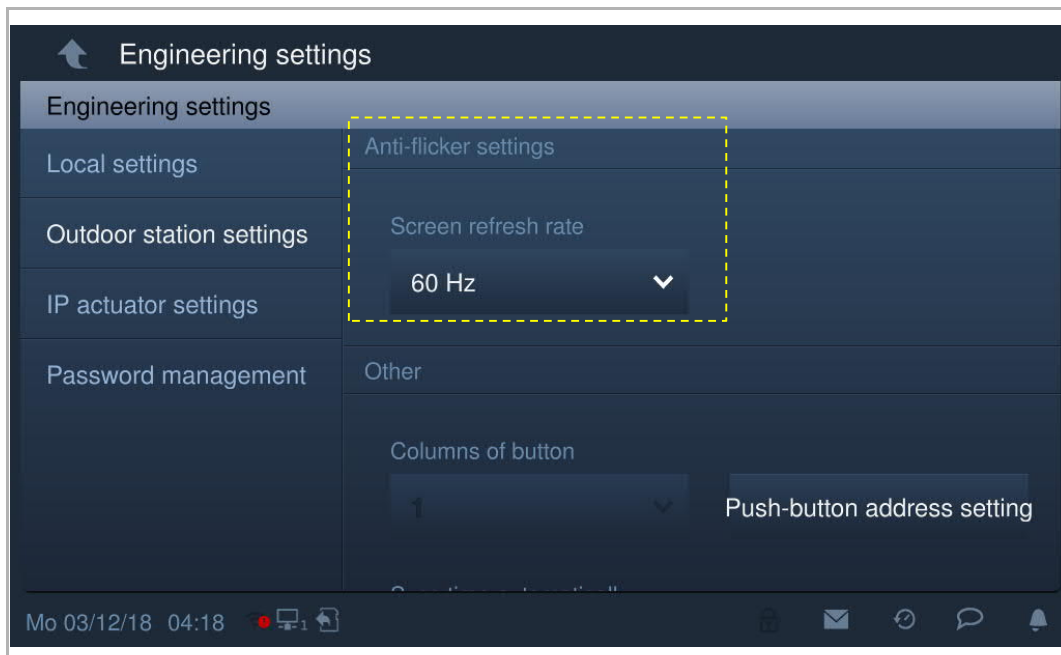 Engineering settings
Engineering settings
Local settings
Outdoor station settings
IP actuator settings
Password management
Anti-flicker settings
Screen refresh rate
60 Hz
Other
Columns of button
1
Push-button address setting
Mo 03/12/18 04:18
1